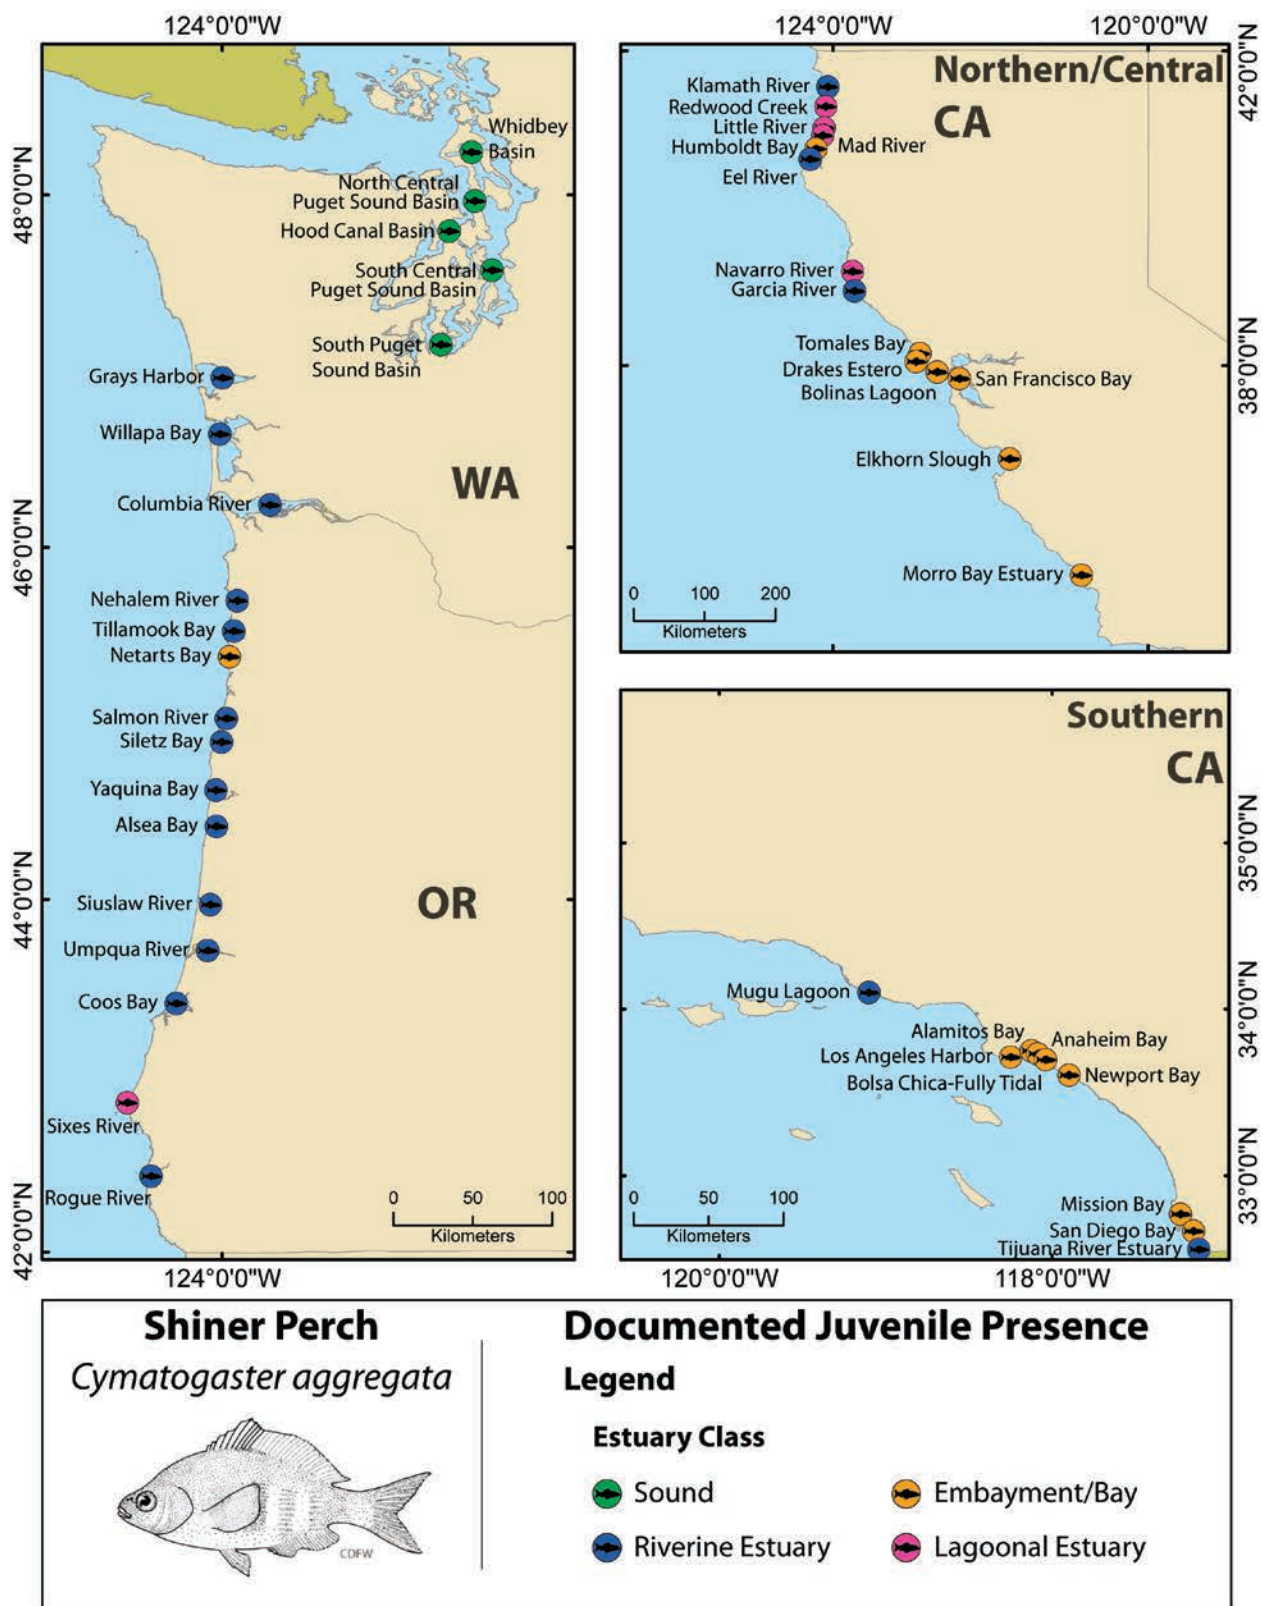 124°0'0"W
48°0'0"N
46°0'0"N
44°0'0"N
42°0'0"N
Whidbey
Basin
North Central
Puget Sound Basin
Hood Canal Basin
South Central
Puget Sound Basin
South Puget
Sound Basin
Grays Harbor
Willapa Bay
WA
Columbia River
Nehalem River
Tillamook Bay
Netarts Bay
Salmon River
Siletz Bay
Yaquina Bay
Alsea Bay
OR
Siuslaw River
Umpqua River
Coos Bay
Sixes River
Rogue River
0 50 100
Kilometers
124°0'0"W
124°0'0"W 120°0'0"W
42°0'0"N
38°0'0"N
Northern/Central
CA
Klamath River
Redwood Creek
Little River
Humboldt Bay
Mad River
Eel River
Navarro River
Garcia River
Tomales Bay
Drakes Estero
Bolinas Lagoon
San Francisco Bay
Elkhorn Slough
Morro Bay Estuary
0 100 200
Kilometers
Southern
CA
35°0'0"N
34°0'0"N
33°0'0"N
Mugu Lagoon
Alamitos Bay
Anaheim Bay
Los Angeles Harbor
Bolsa Chica-Fully Tidal
Newport Bay
Mission Bay
San Diego Bay
Tijuana River Estuary
0 50 100
Kilometers
120°0'0"W 118°0'0"W
Shiner Perch
Cymatogaster aggregata
CDFW
Documented Juvenile Presence
Legend
Estuary Class
Sound
Embayment/Bay
Riverine Estuary
Lagoonal Estuary